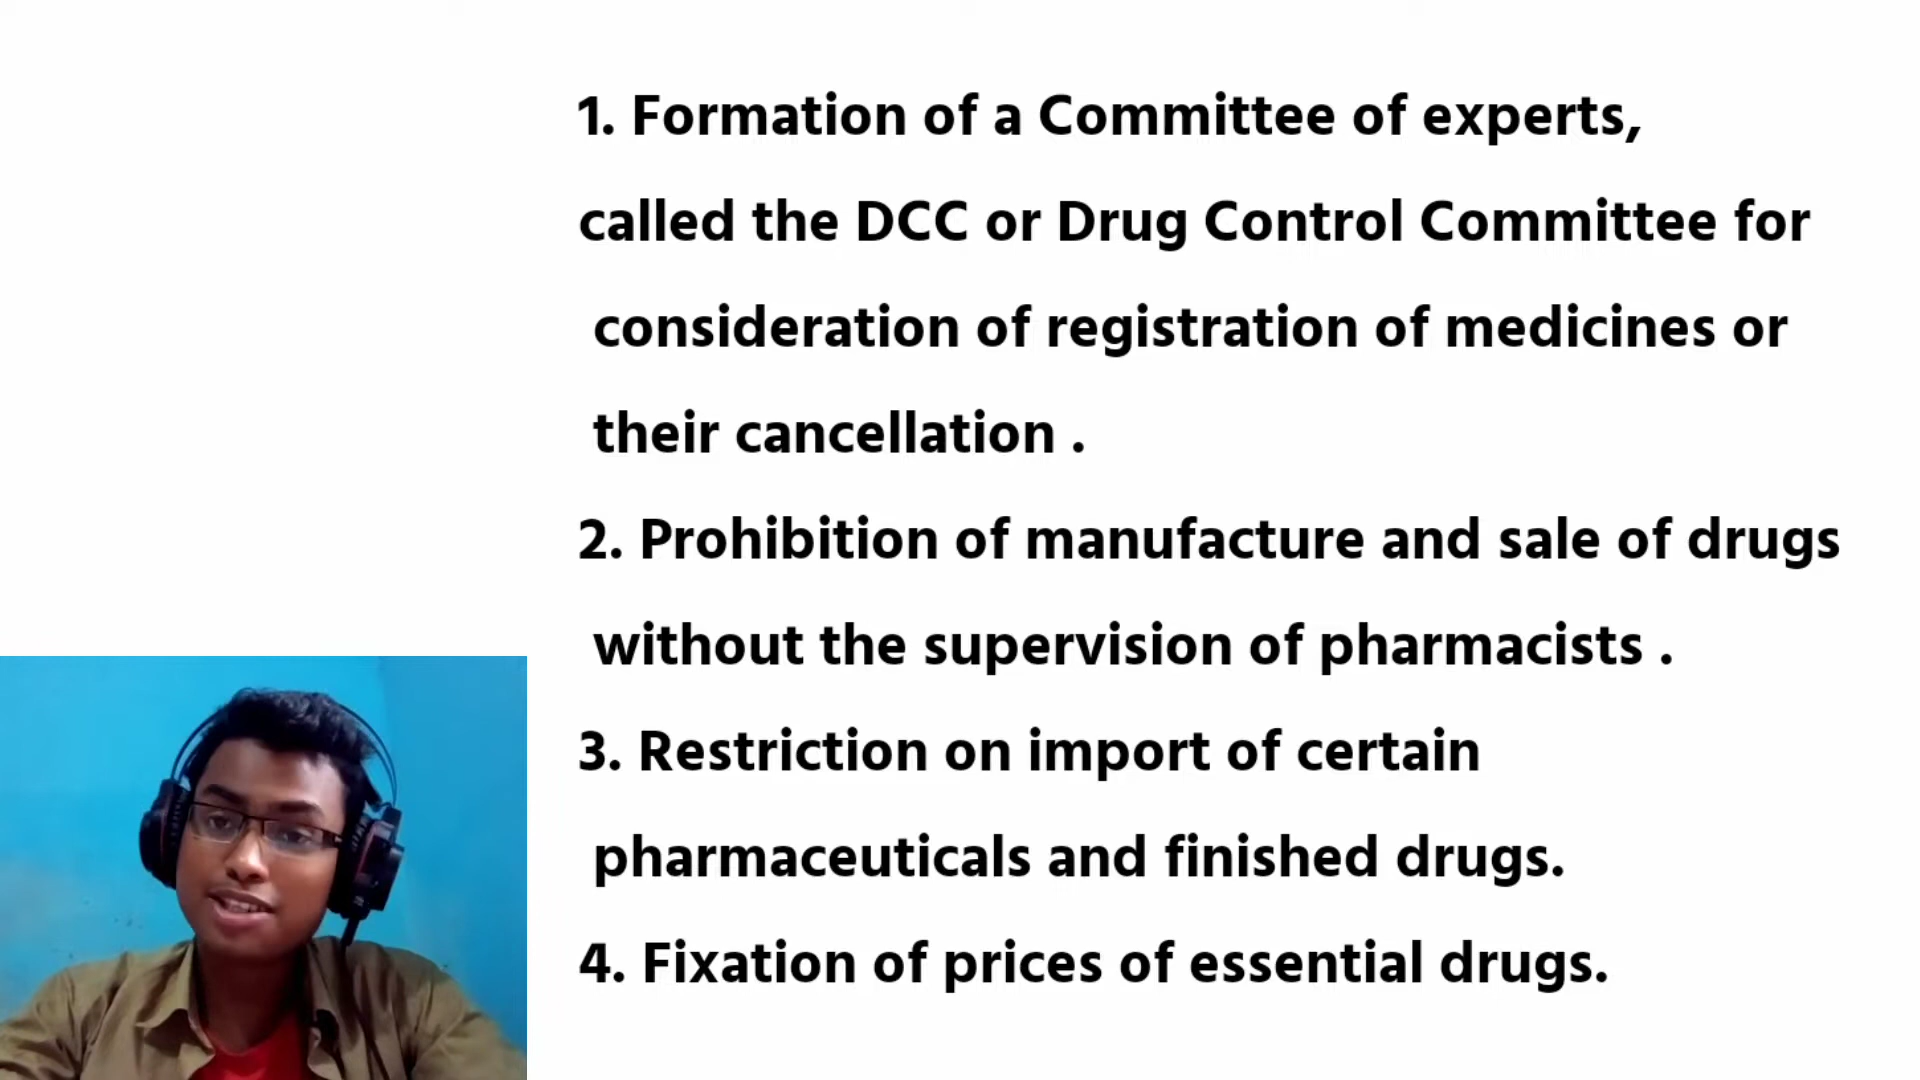 1. Formation of a Committee of experts,
called the DCC or Drug Control Committee for
consideration of registration of medicines or
their cancellation .
2. Prohibition of manufacture and sale of drugs
without the supervision of pharmacists .
3. Restriction on import of certain
pharmaceuticals and finished drugs.
4. Fixation of prices of essential drugs.